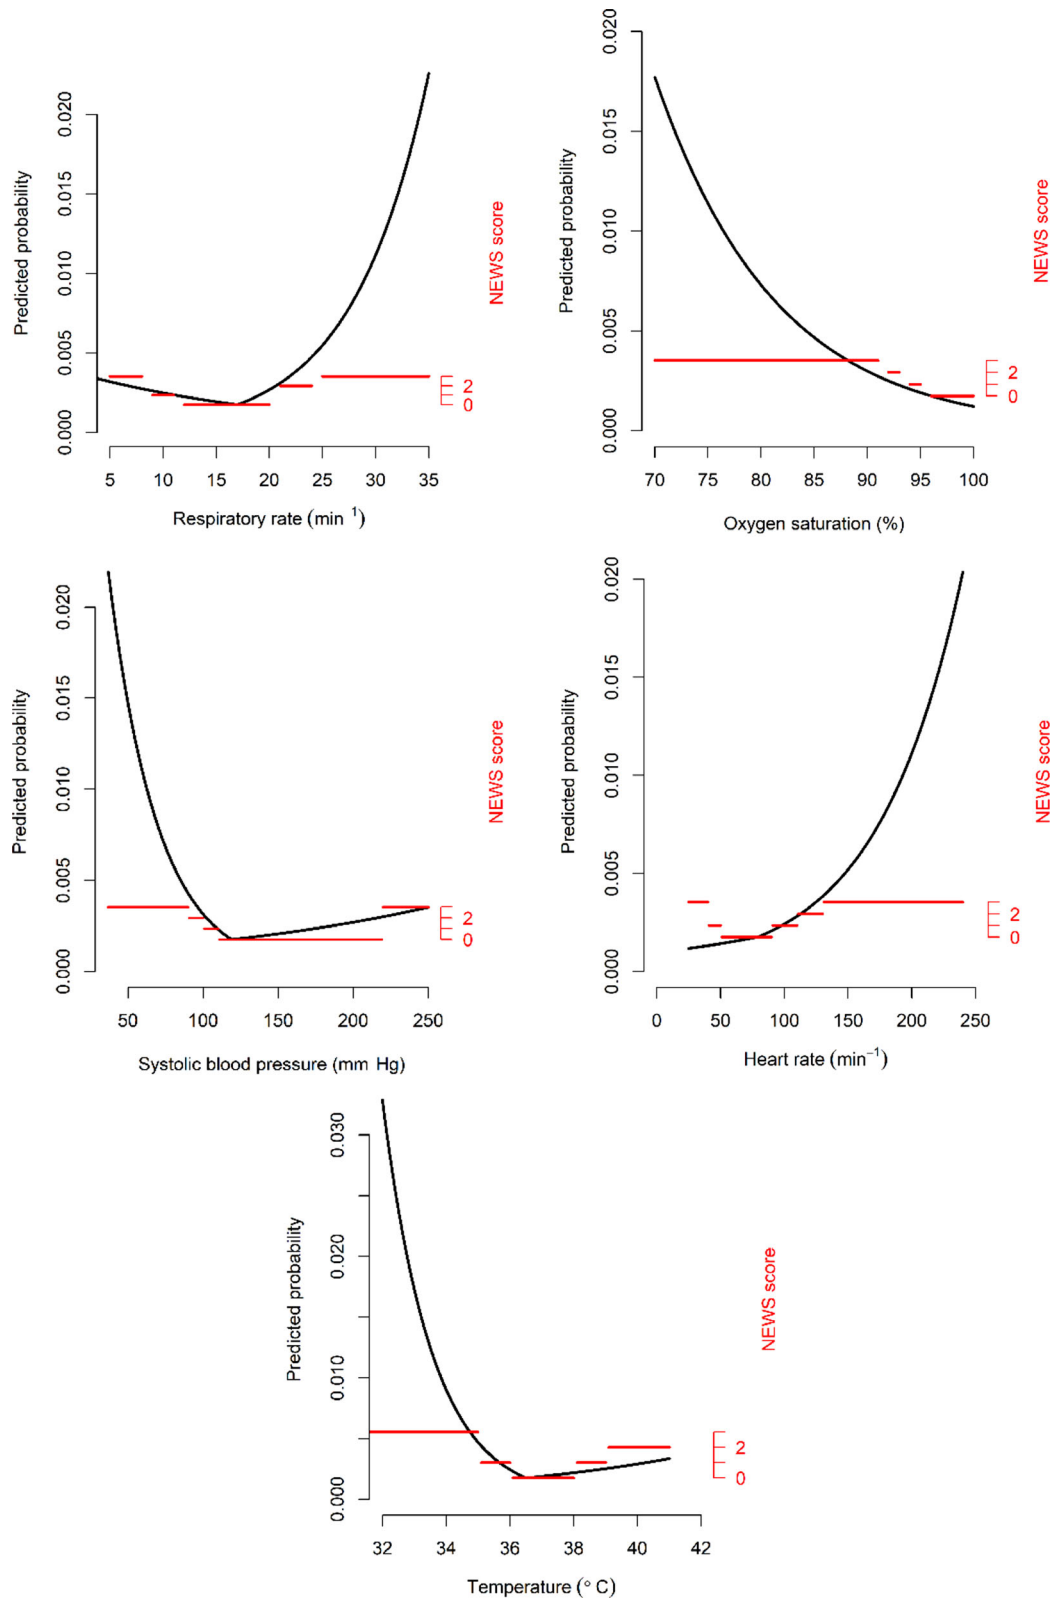 Predicted probability
0.000 0.005 0.010 0.015 0.020
5 10 15 20 25 30 35
Respiratory rate (min ¹)
0 2
NEWS score
Predicted probability
0.000 0.005 0.010 0.015 0.020
70 75 80 85 90 95 100
Oxygen saturation (%)
0 2
NEWS score
Predicted probability
0.000 0.005 0.010 0.015 0.020
50 100 150 200 250
Systolic blood pressure (mm Hg)
0 2
NEWS score
Predicted probability
0.000 0.005 0.010 0.015 0.020
0 50 100 150 200 250
Heart rate (min⁻¹)
0 2
NEWS score
Predicted probability
0.000 0.010 0.020 0.030
32 34 36 38 40 42
Temperature (° C)
0 2
NEWS score